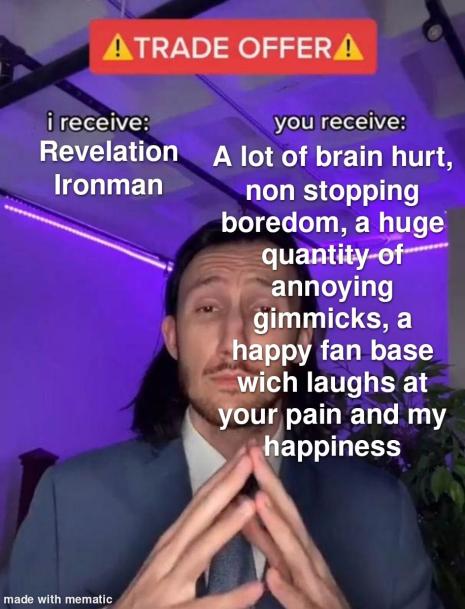 ⚠️TRADE OFFER⚠️
i receive:
Revelation
Ironman
you receive:
A lot of brain hurt,
non stopping
boredom, a huge
quantity of
annoying
gimmicks, a
happy fan base
wich laughs at
your pain and my
happiness
made with mematic